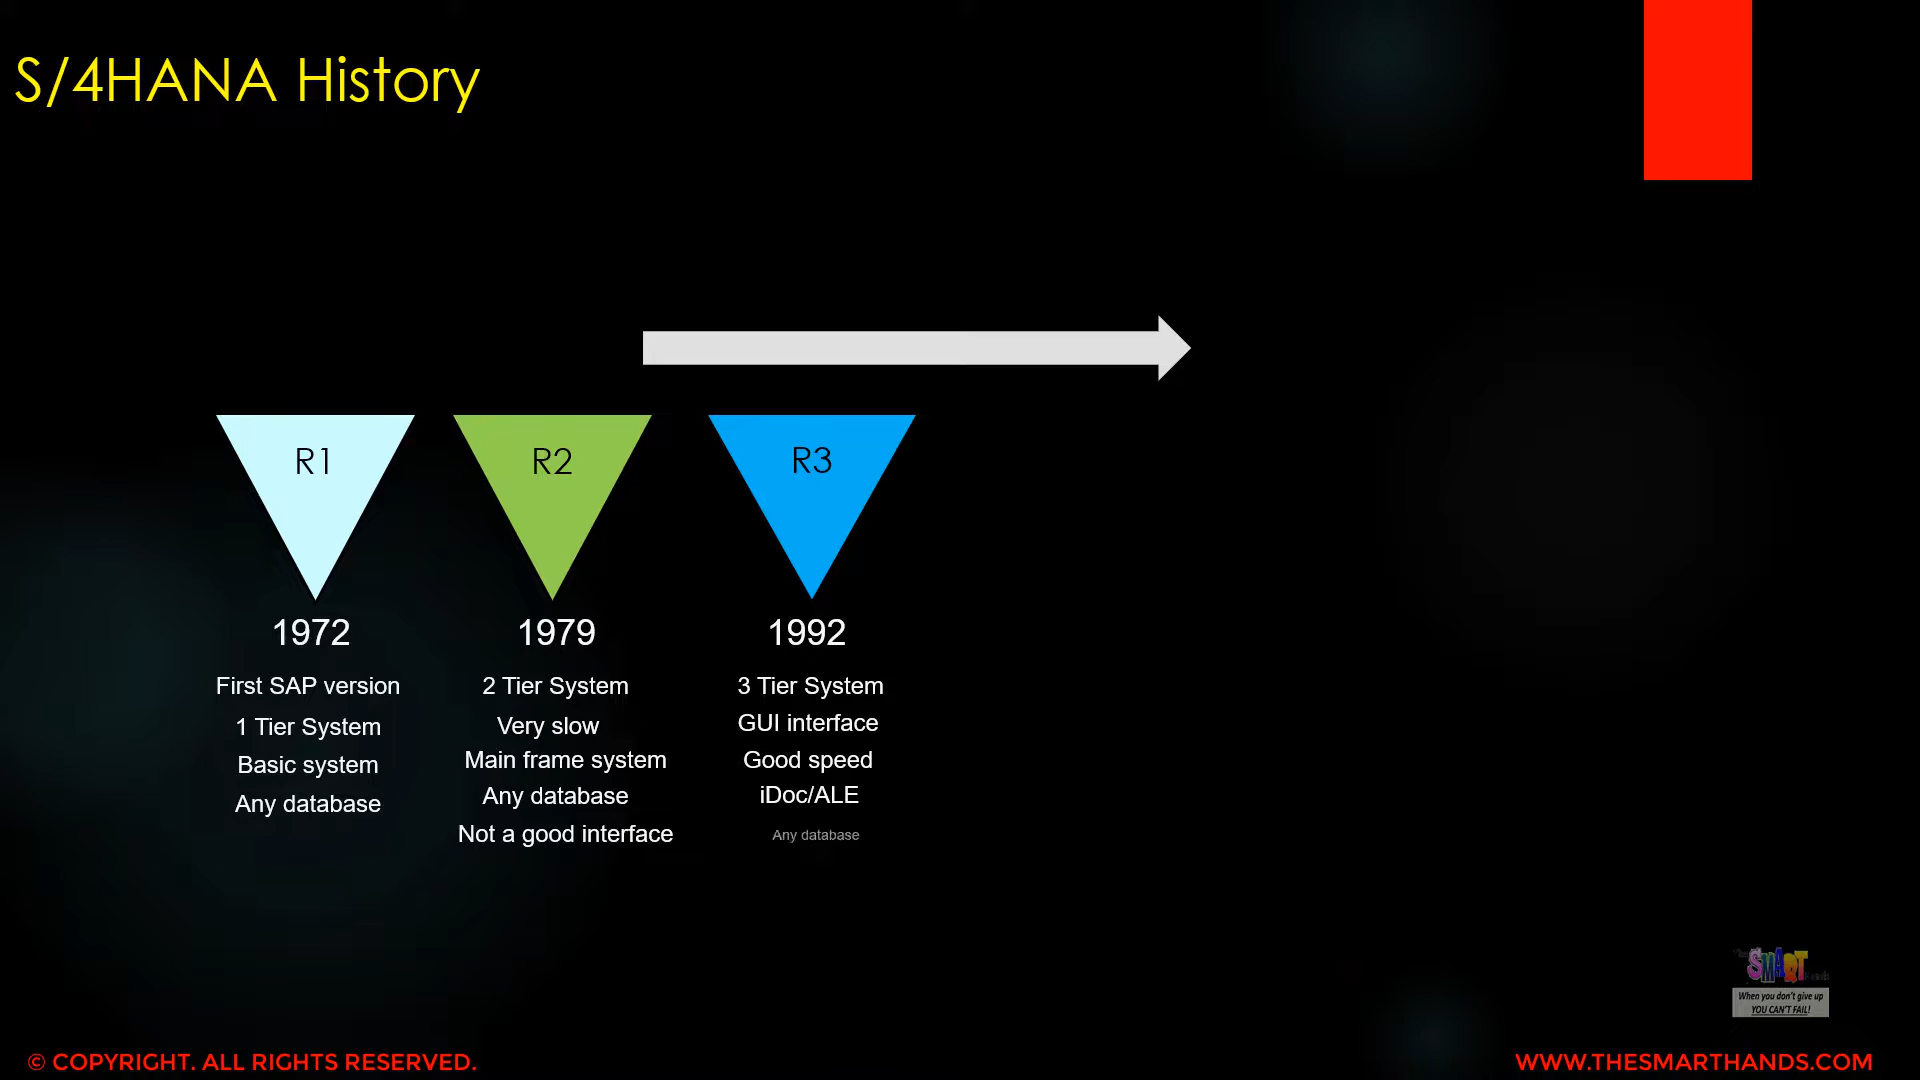 S/4HANA History
R1
R2
R3
1972
1979
1992
First SAP version
1 Tier System
Basic system
Any database
2 Tier System
Very slow
Main frame system
Any database
Not a good interface
3 Tier System
GUI interface
Good speed
iDoc/ALE
Any database
SMART
When you don't give up
YOU CAN'T FAIL!
© COPYRIGHT. ALL RIGHTS RESERVED.
WWW.THESMARTHANDS.COM